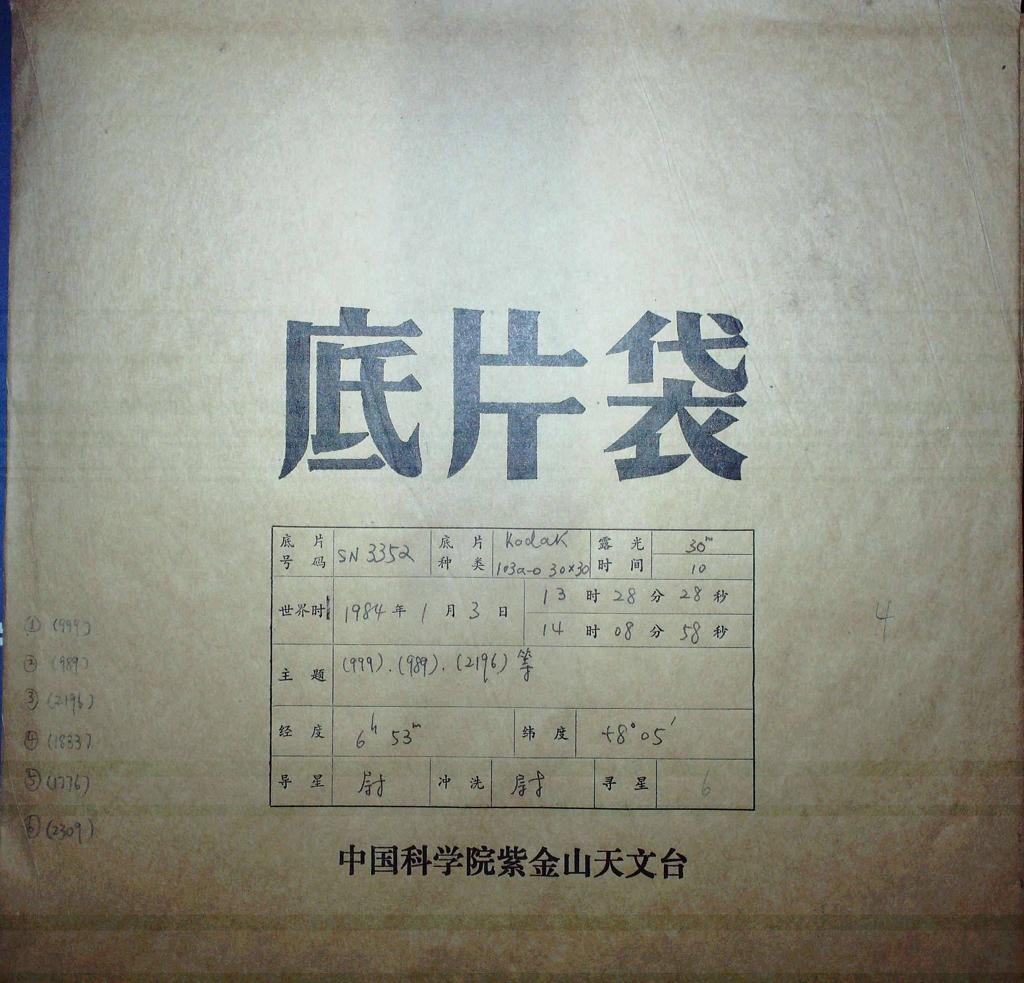 底片袋
底片号码 SN 3352 底片种类 Kodak 103a-o 30×30 露光时间 30m 10
世界时 1984年1月3日 13时28分28秒
14时08分58秒
主题 (999).(989).(2196)等
经度 6h 53m 纬度 +8°05′
导星 冲洗 寻星 6
中国科学院紫金山天文台
① (999)
② (989)
③ (2196)
④ (1833)
⑤ (1776)
⑥ (2309)
4